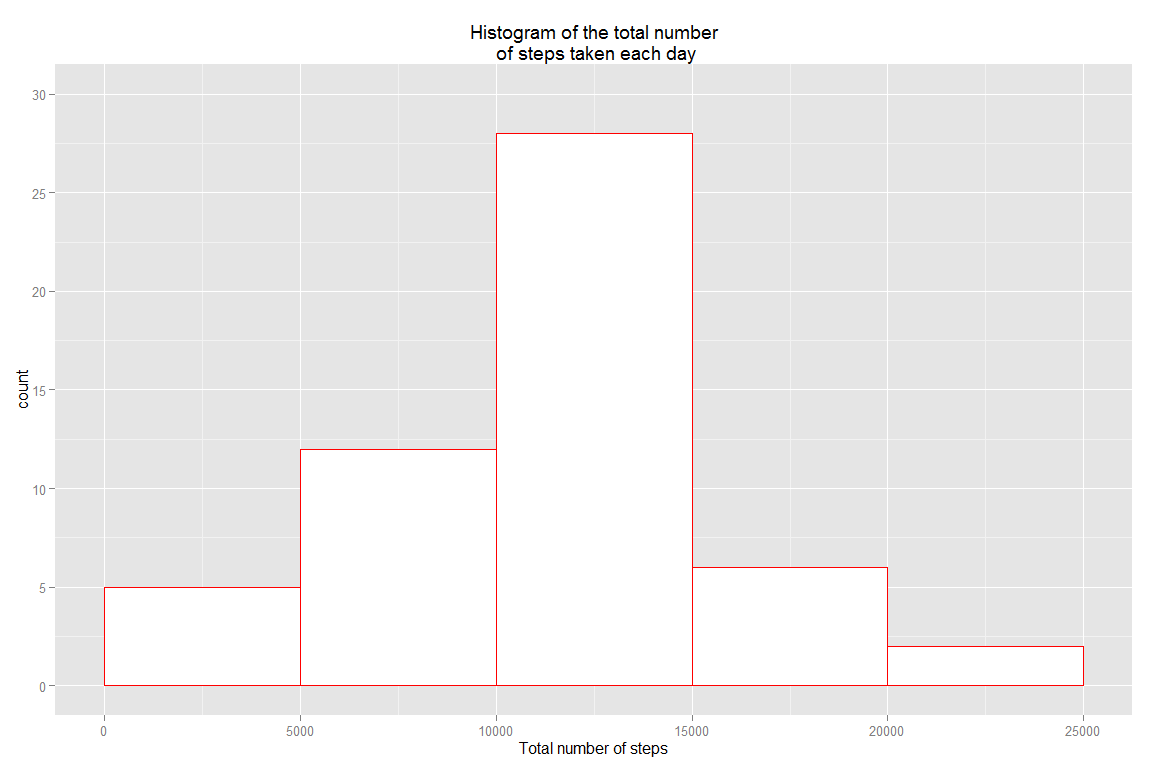 Histogram of the total number
of steps taken each day
30
25
20
15
10
5
0
count
0 5000 10000 15000 20000 25000
Total number of steps